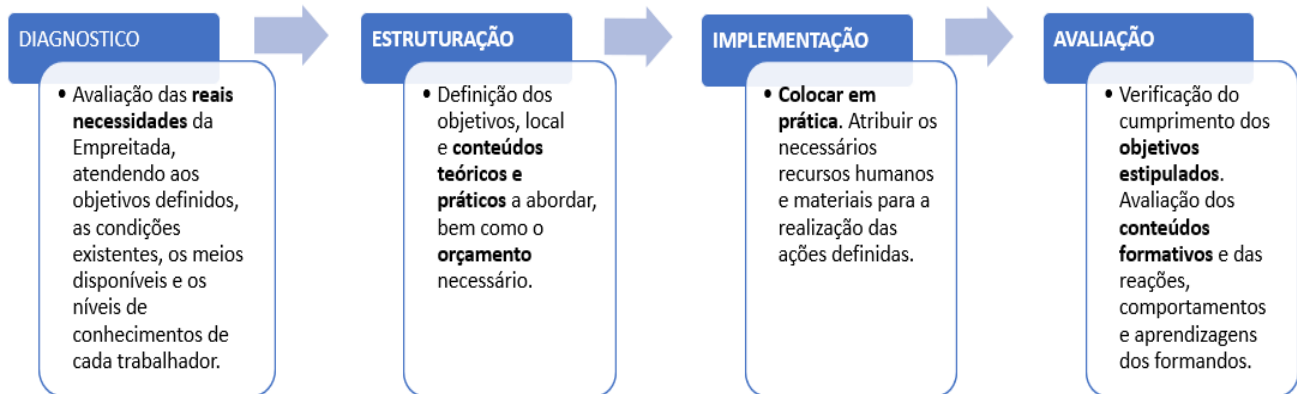 DIAGNOSTICO
• Avaliação das reais
necessidades da
Empreitada,
atendendo aos
objetivos definidos,
as condições
existentes, os meios
disponíveis e os
níveis de
conhecimentos de
cada trabalhador.
ESTRUTURAÇÃO
• Definição dos
objetivos, local
e conteúdos
teóricos e
práticos a abordar,
bem como o
orçamento
necessário.
IMPLEMENTAÇÃO
• Colocar em
prática. Atribuir os
necessários
recursos humanos
e materiais para a
realização das
ações definidas.
AVALIAÇÃO
• Verificação do
cumprimento dos
objetivos
estipulados.
Avaliação dos
conteúdos
formativos e das
reações,
comportamentos
e aprendizagens
dos formandos.